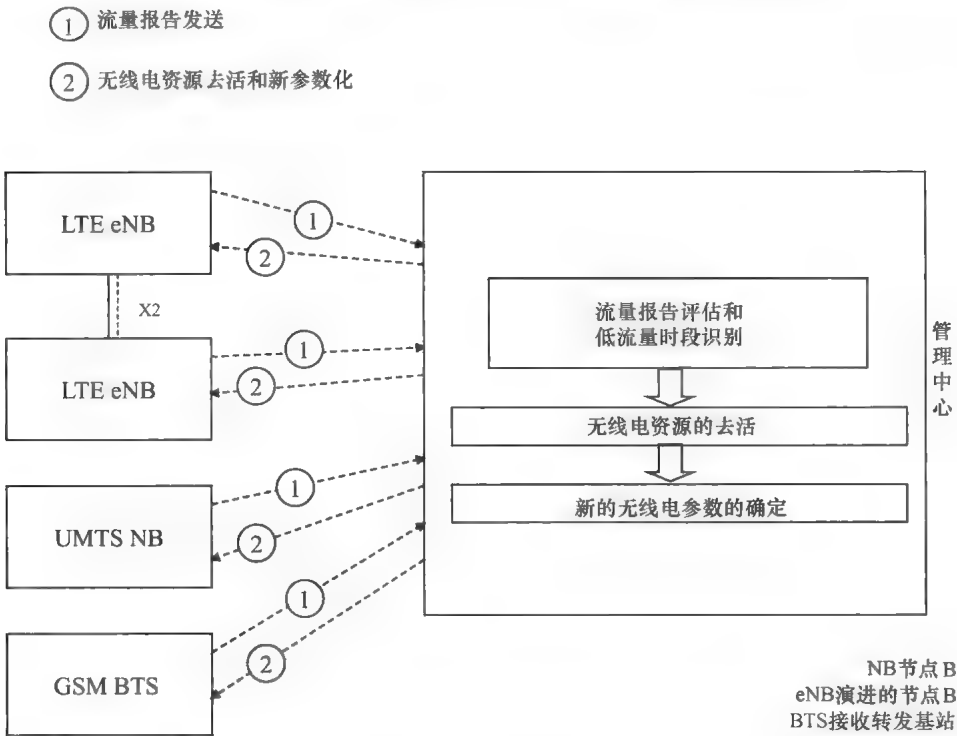 ① 流量报告发送
② 无线电资源去活和新参数化
LTE eNB
1
2
X2
LTE eNB
1
2
UMTS NB
1
2
GSM BTS
1
2
流量报告评估和
低流量时段识别
无线电资源的去活
新的无线电参数的确定
管理中心
NB节点B
eNB演进的节点B
BTS接收转发基站